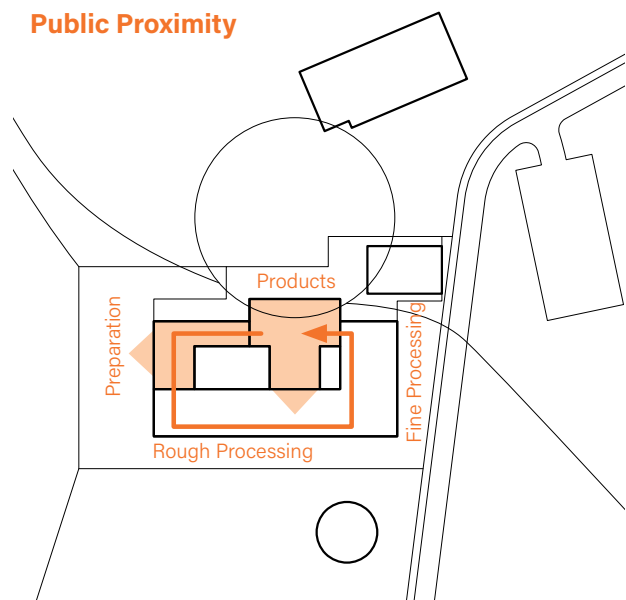 Public Proximity
Products
Preparation
Fine Processing
Rough Processing